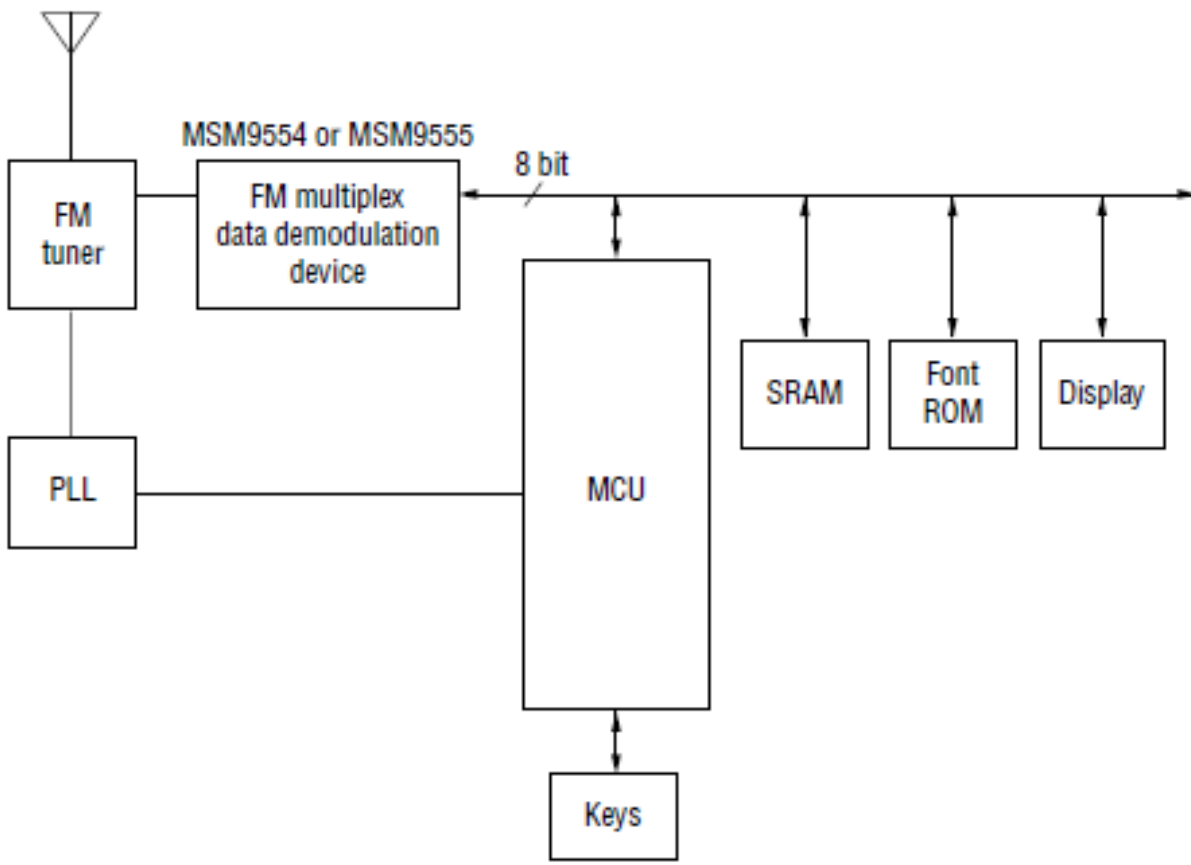 MSM9554 or MSM9555
8 bit
FM
tuner
FM multiplex
data demodulation
device
SRAM
Font
ROM
Display
PLL
MCU
Keys